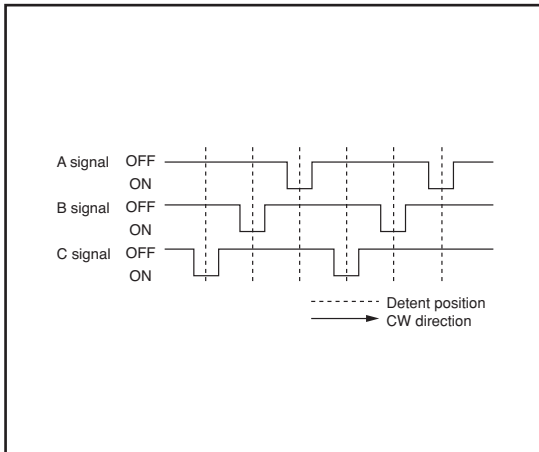 A signal OFF
ON
B signal OFF
ON
C signal OFF
ON
Detent position
CW direction